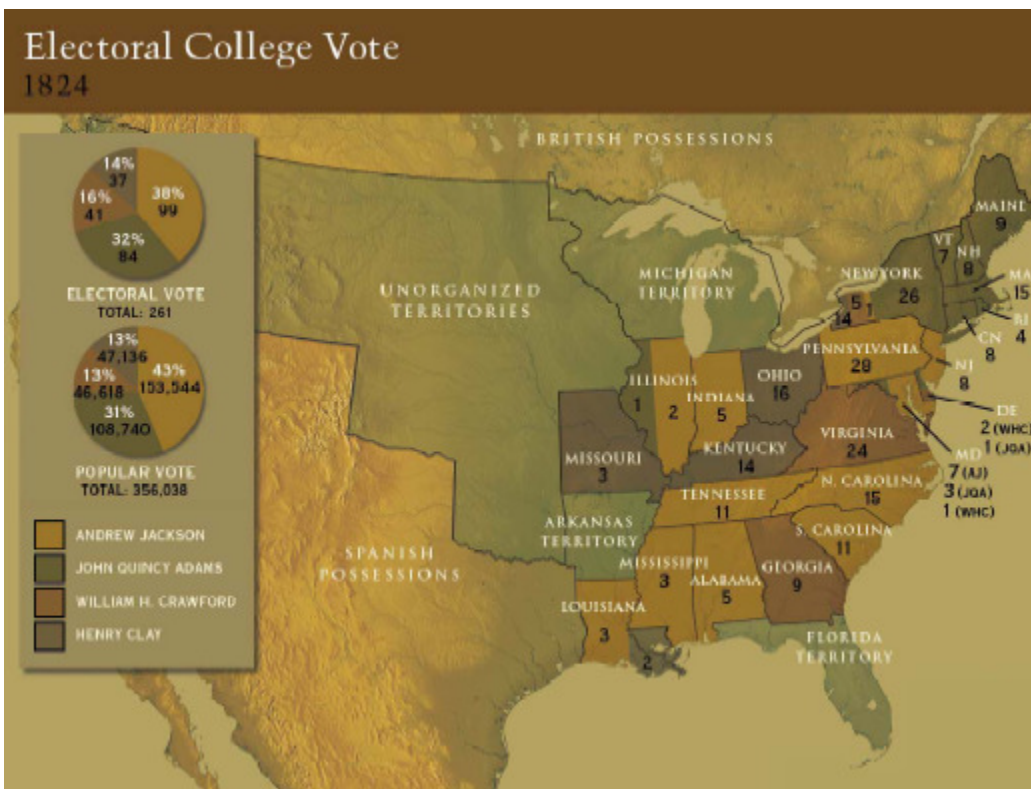 Electoral College Vote
1824
BRITISH POSSESSIONS
14%
37
38%
99
16%
41
32%
84
ELECTORAL VOTE
TOTAL: 261
13%
47,136
43%
153,544
13%
46,618
31%
108,740
POPULAR VOTE
TOTAL: 356,038
ANDREW JACKSON
JOHN QUINCY ADAMS
WILLIAM H. CRAWFORD
HENRY CLAY
UNORGANIZED
TERRITORIES
MICHIGAN
TERRITORY
MAINE
9
VT
7
NH
8
MA
15
NEW YORK
26
5
1
14
RI
4
CN
8
PENNSYLVANIA
28
NJ
8
OHIO
16
ILLINOIS
1
2
INDIANA
5
DE
2 (WHC)
1 (JQA)
MD
7 (AJ)
3 (JQA)
1 (WHC)
VIRGINIA
24
KENTUCKY
14
MISSOURI
3
N. CAROLINA
15
TENNESSEE
11
ARKANSAS
TERRITORY
S. CAROLINA
11
SPANISH
POSSESSIONS
MISSISSIPPI
3
ALABAMA
5
GEORGIA
9
LOUISIANA
3
2
FLORIDA
TERRITORY